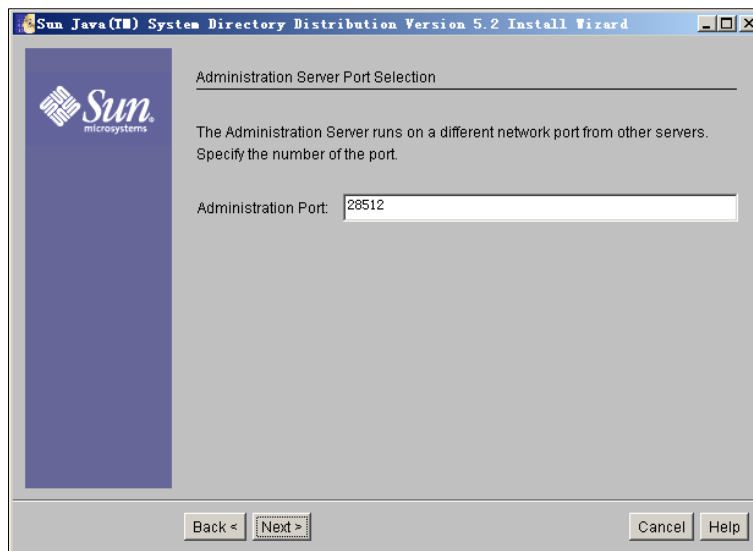 Sun Java(TM) System Directory Distribution Version 5.2 Install Wizard
Sun
microsystems
Administration Server Port Selection
The Administration Server runs on a different network port from other servers.
Specify the number of the port.
Administration Port: 28512
Back < Next > Cancel Help